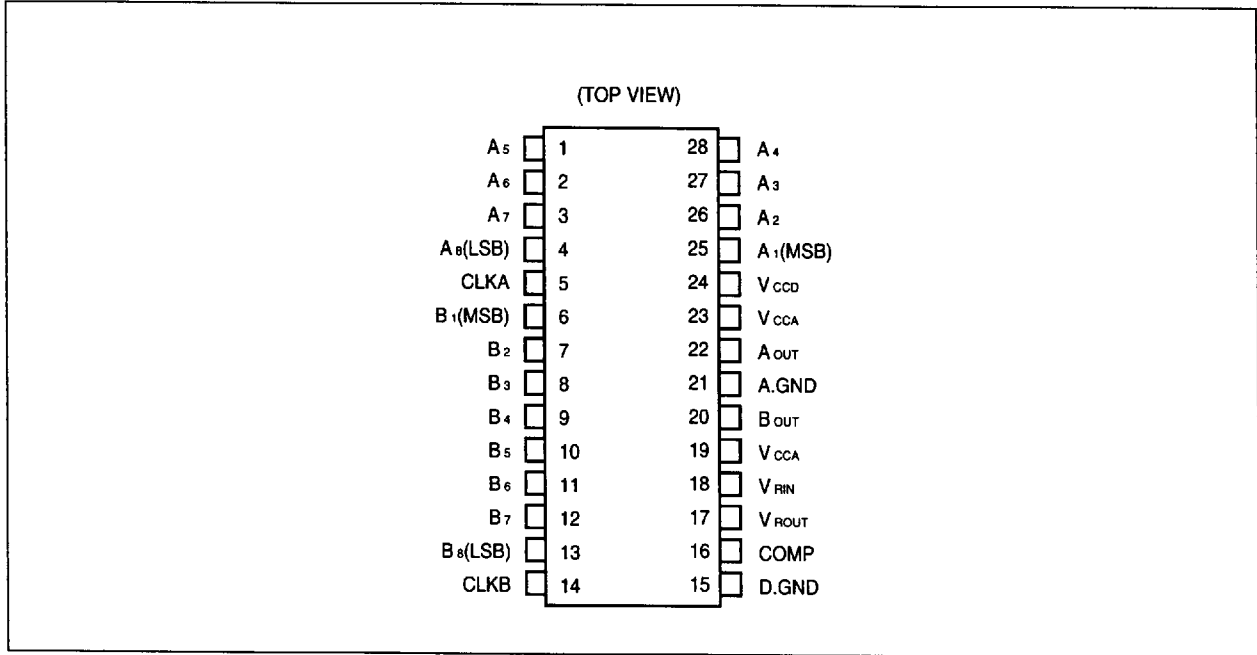 (TOP VIEW)
A5 1 28 A4
A6 2 27 A3
A7 3 26 A2
A8(LSB) 4 25 A1(MSB)
CLKA 5 24 VCCD
B1(MSB) 6 23 VCCA
B2 7 22 AOUT
B3 8 21 A.GND
B4 9 20 BOUT
B5 10 19 VCCA
B6 11 18 VRIN
B7 12 17 VROUT
B8(LSB) 13 16 COMP
CLKB 14 15 D.GND